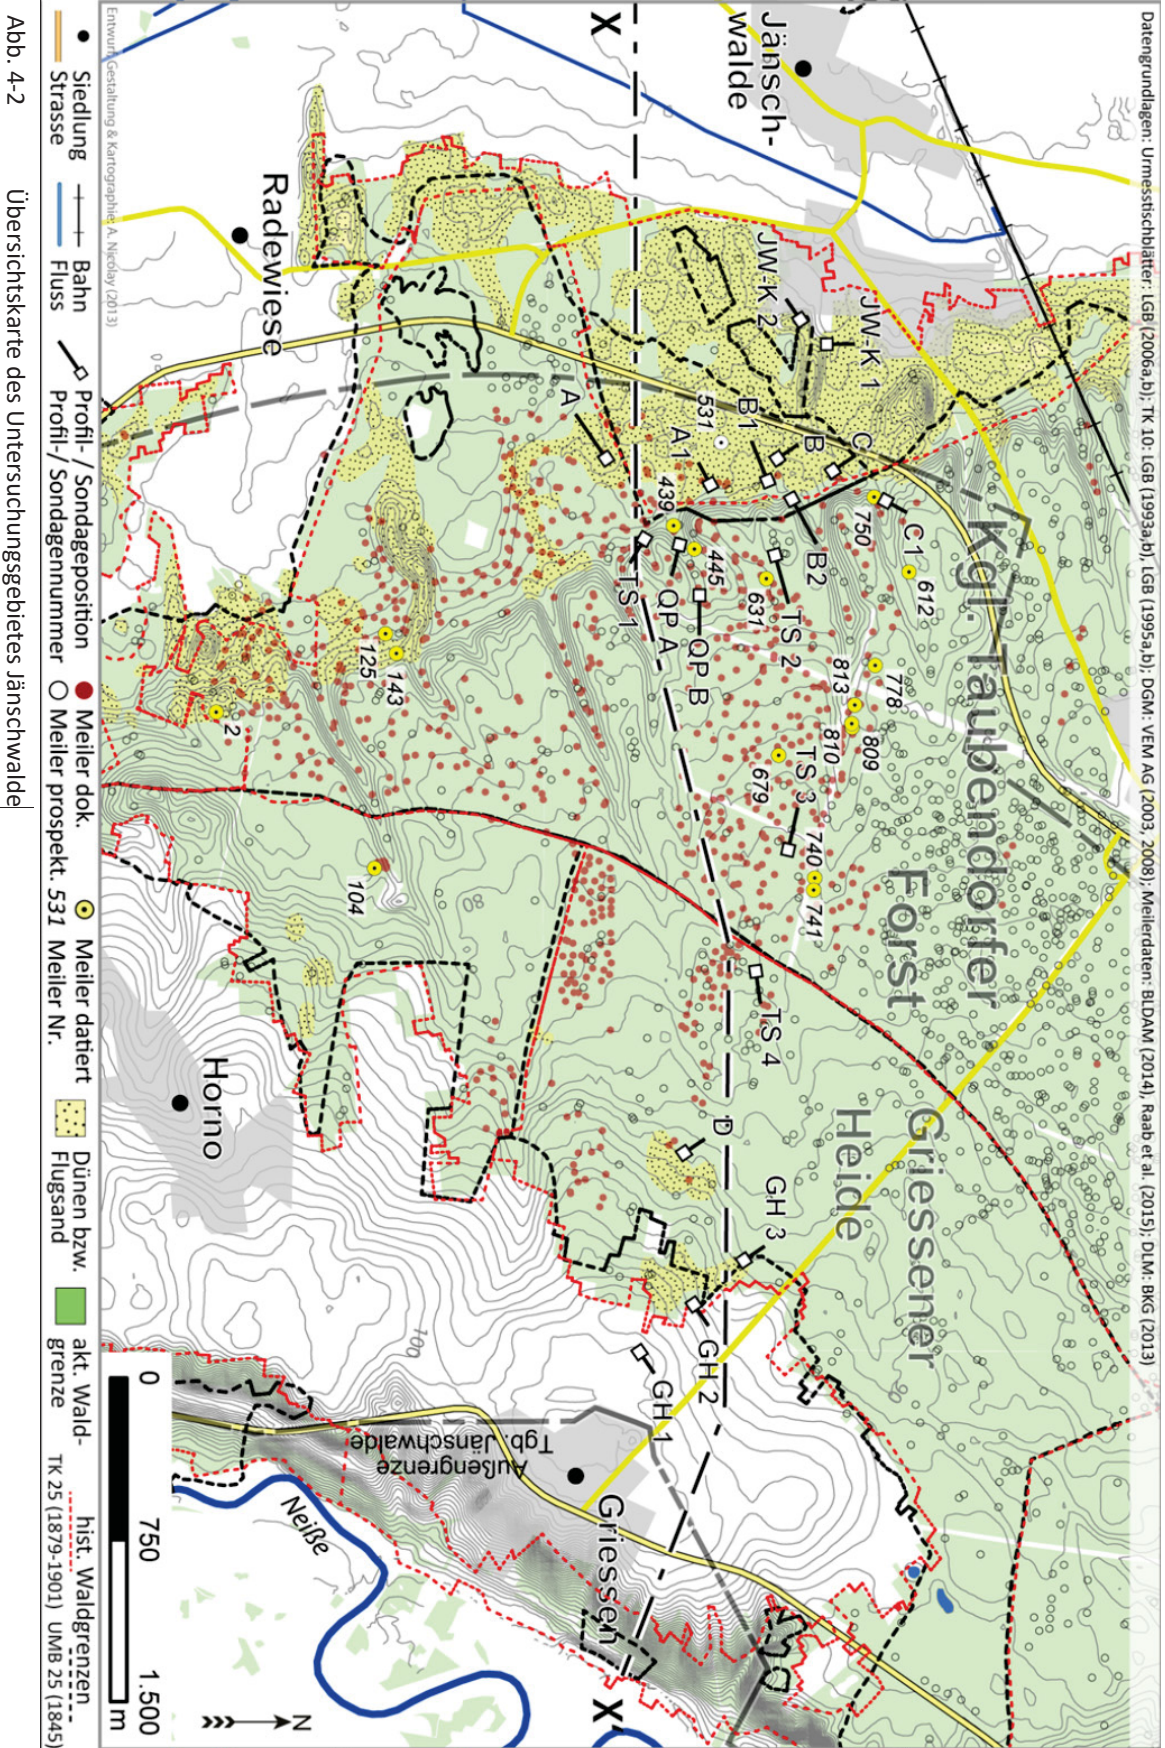 Datengrundlagen: Urmesstischblätter: LGB (2006a,b); TK 10: LGB (1993a,b), LGB (1995a,b); DGM: VEM AG (2003, 2008); Meilerdaten: BLDAM (2014), Raab et al. (2015); DLM: BKG (2013)
Jänsch-
walde
X
JW-K 2
JW-K 1
Kgl. Taubendorfer
Forst
Griessener
Heide
Radewiese
A
A1
531
B1
B
C
439
750
C1
612
B2
445
631
TS 1
QP A
QP B
TS 2
813
778
810
809
TS 3
679
740
741
125
143
2
104
80
TS 4
D
GH 3
GH 2
GH 1
Horno
100
90
Außengrenze
Tgb. Jänschwalde
Griessen
Neiße
X'
Entwurf, Gestaltung & Kartographie: A. Nicolay (2013)
Siedlung
Strasse
Bahn
Fluss
Profil-/ Sondageposition
Profil-/ Sondagennummer
Meiler dok.
Meiler prospekt.
Meiler datiert
531 Meiler Nr.
Dünen bzw.
Flugsand
akt. Wald-
grenze
hist. Waldgrenzen
TK 25 (1879-1901) UMB 25 (1845)
0 750 1.500
m
N
Abb. 4-2 Übersichtskarte des Untersuchungsgebietes Jänschwalde